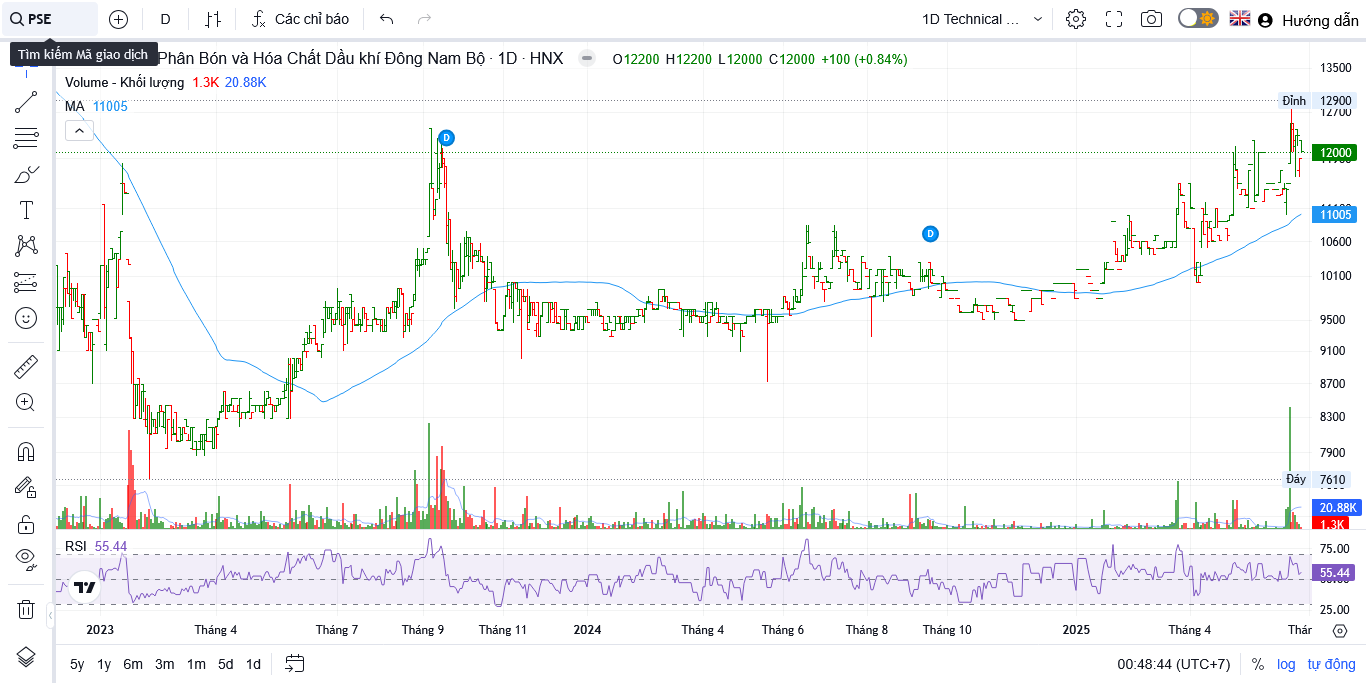 PSE
D
Các chỉ báo
1D Technical ...
Hướng dẫn
Tìm kiếm Mã giao dịch
Phân Bón và Hóa Chất Dầu khí Đông Nam Bộ · 1D · HNX
O12200 H12200 L12000 C12000 +100 (+0.84%)
Volume - Khối lượng 1.3K 20.88K
MA 11005
13500
Đỉnh 12900
12700
D
12000
11005
D
10600
10100
9500
9100
8700
8300
7900
Đáy 7610
20.88K
1.3K
RSI 55.44
75.00
55.44
25.00
2023 Tháng 4 Tháng 7 Tháng 9 Tháng 11 2024 Tháng 4 Tháng 6 Tháng 8 Tháng 10 2025 Tháng 4 Thár
5y 1y 6m 3m 1m 5d 1d
00:48:44 (UTC+7) % log tự động